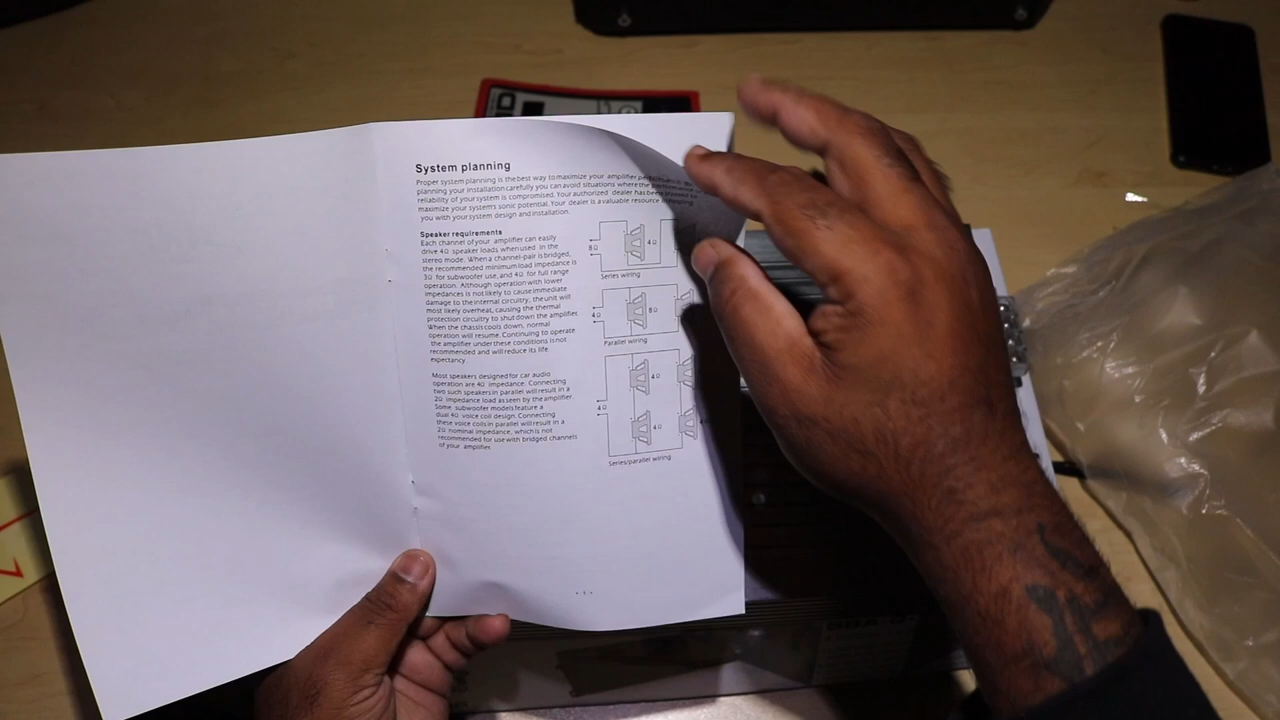 System planning
Proper system planning is the best way to maximize your amplifier performance. By
planning your installation carefully you can avoid situations where the performance or
reliability of your system is compromised. Your authorized dealer has been trained to
maximize your system's sonic potential. Your dealer is a valuable resource in helping
you with your system design and installation.
Speaker requirements
Each channel of your amplifier can easily
drive 4Ω speaker loads when used in the
stereo mode. When a channel-pair is bridged,
the recommended minimum load impedance is
3Ω for subwoofer use, and 4Ω for full range
operation. Although operation with lower
impedances is not likely to cause immediate
damage to the internal circuitry, the unit will
most likely overheat, causing the thermal
protection circuitry to shut down the amplifier.
When the chassis cools down, normal
operation will resume. Continuing to operate
the amplifier under these conditions is not
recommended and will reduce its life
expectancy.
Most speakers designed for car audio
operation are 4Ω impedance. Connecting
two such speakers in parallel will result in a
2Ω impedance load as seen by the amplifier.
Some subwoofer models feature a
dual 4Ω voice coil design. Connecting
these voice coils in parallel will result in a
2Ω nominal impedance, which is not
recommended for use with bridged channels
of your amplifier.
8Ω 4Ω
Series wiring
4Ω 8Ω
Parallel wiring
4Ω
4Ω
4Ω
Series/parallel wiring